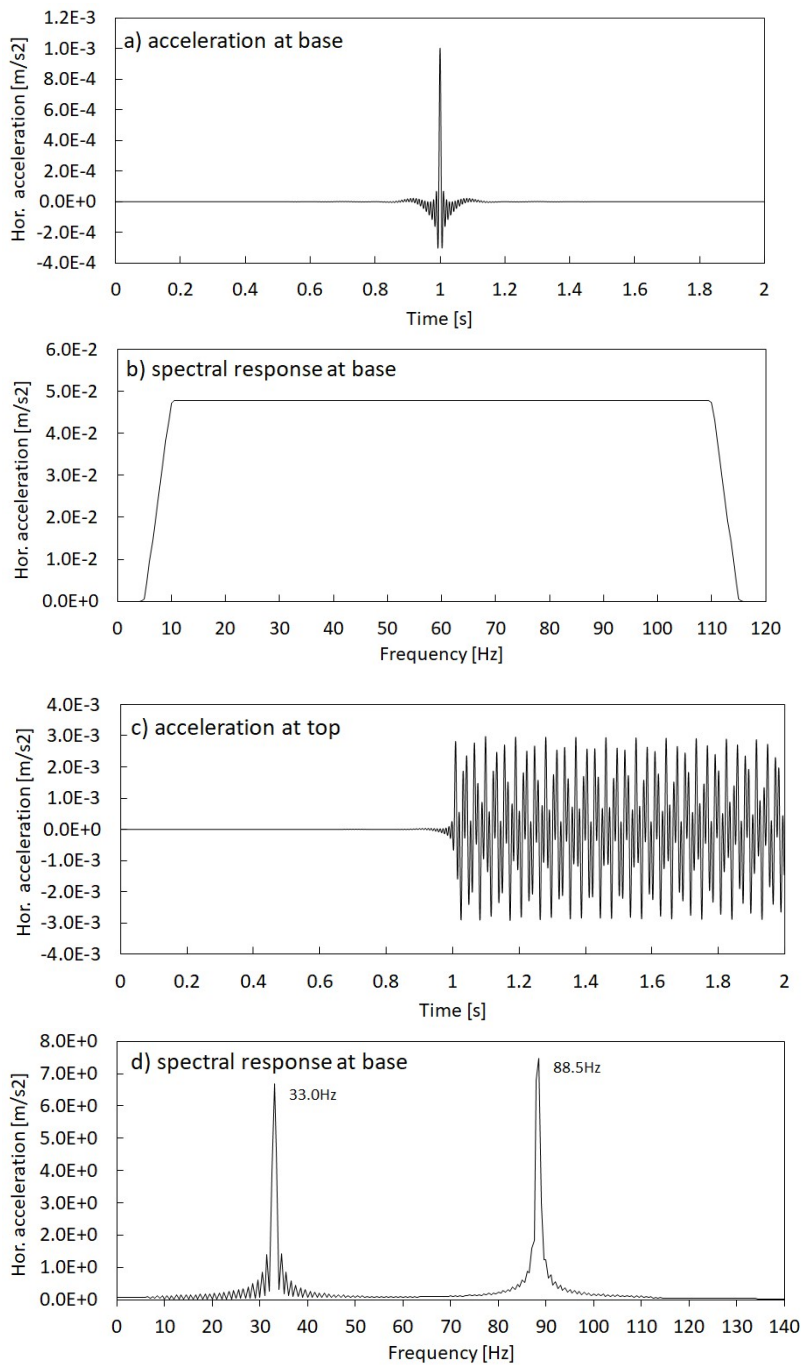 a) acceleration at base
Hor. acceleration [m/s2]
1.2E-3
1.0E-3
8.0E-4
6.0E-4
4.0E-4
2.0E-4
0.0E+0
-2.0E-4
-4.0E-4
0 0.2 0.4 0.6 0.8 1 1.2 1.4 1.6 1.8 2
Time [s]
b) spectral response at base
Hor. acceleration [m/s2]
6.0E-2
5.0E-2
4.0E-2
3.0E-2
2.0E-2
1.0E-2
0.0E+0
0 10 20 30 40 50 60 70 80 90 100 110 120
Frequency [Hz]
c) acceleration at top
Hor. acceleration [m/s2]
4.0E-3
3.0E-3
2.0E-3
1.0E-3
0.0E+0
-1.0E-3
-2.0E-3
-3.0E-3
-4.0E-3
0 0.2 0.4 0.6 0.8 1 1.2 1.4 1.6 1.8 2
Time [s]
d) spectral response at base
Hor. acceleration [m/s2]
8.0E+0
7.0E+0
6.0E+0
5.0E+0
4.0E+0
3.0E+0
2.0E+0
1.0E+0
0.0E+0
33.0Hz
88.5Hz
0 10 20 30 40 50 60 70 80 90 100 110 120 130 140
Frequency [Hz]